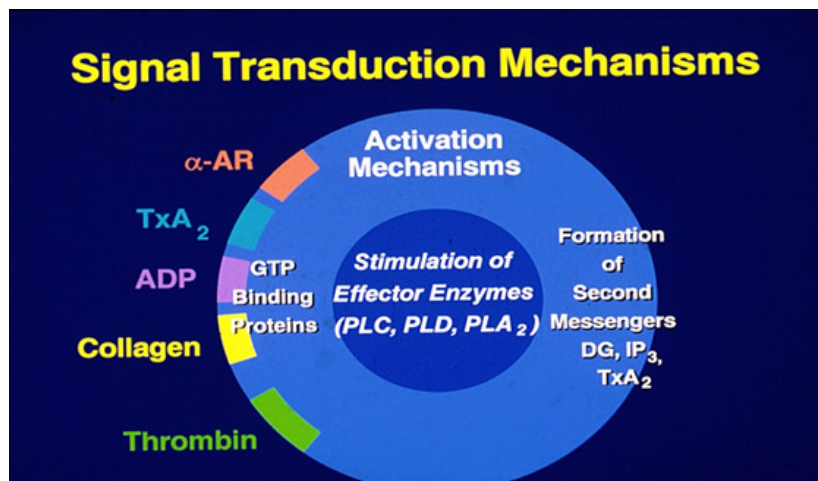 Signal Transduction Mechanisms
Activation
Mechanisms
α-AR
TxA₂
ADP
Collagen
Thrombin
GTP
Binding
Proteins
Stimulation of
Effector Enzymes
(PLC, PLD, PLA₂)
Formation
of
Second
Messengers
DG, IP₃,
TxA₂